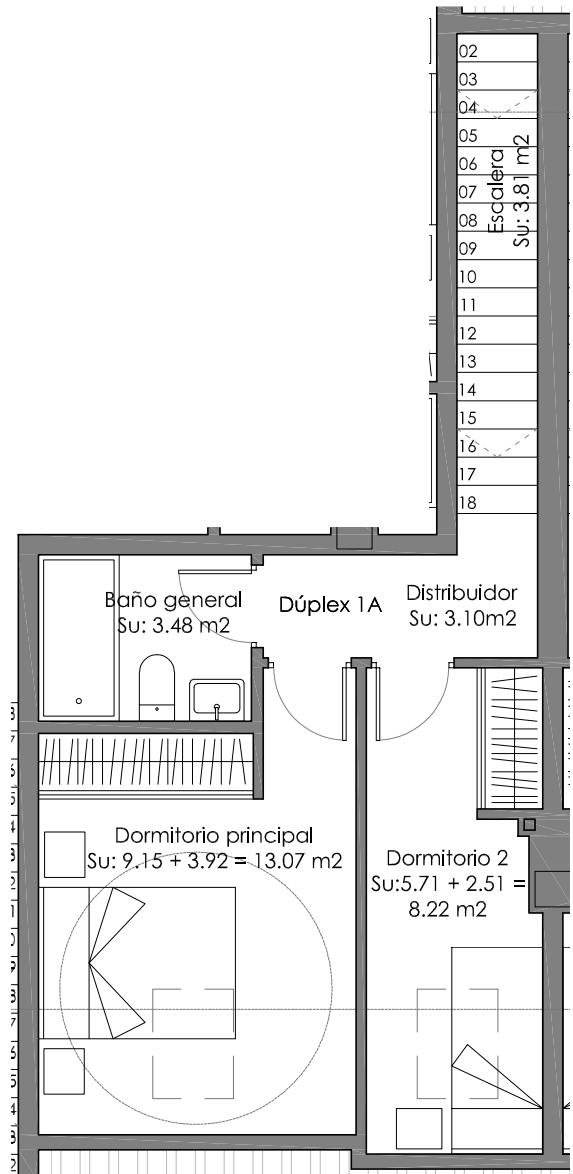 02
03
04
05
06
07
08
09
10
11
12
13
14
15
16
17
18
Escalera
Su: 3.81 m2
Baño general
Su: 3.48 m2
Dúplex 1A
Distribuidor
Su: 3.10m2
Dormitorio principal
Su: 9.15 + 3.92 = 13.07 m2
Dormitorio 2
Su:5.71 + 2.51 =
8.22 m2